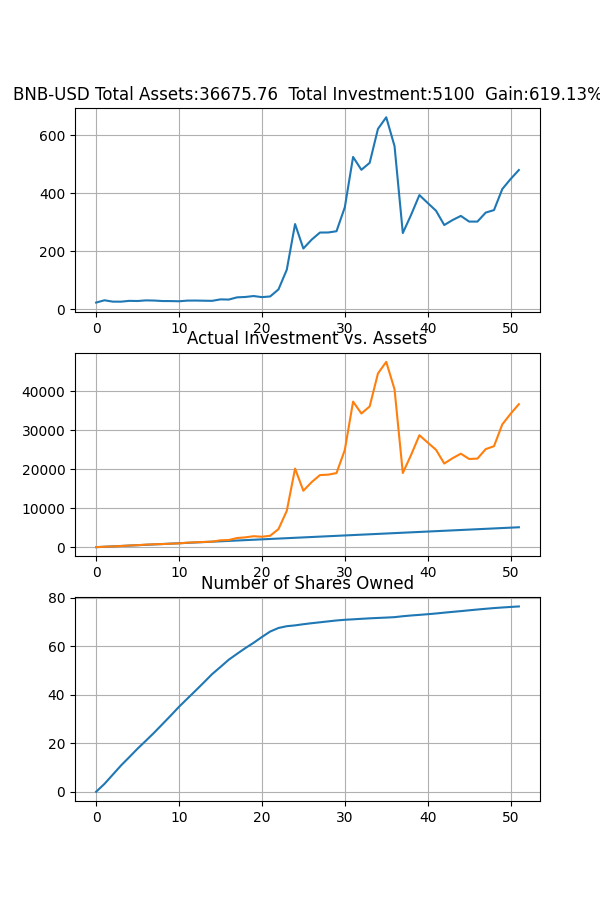 BNB-USD Total Assets:36675.76  Total Investment:5100  Gain:619.13%
600
400
200
0
0 10 20 30 40 50
Actual Investment vs. Assets
40000
30000
20000
10000
0
0 10 20 30 40 50
Number of Shares Owned
80
60
40
20
0
0 10 20 30 40 50